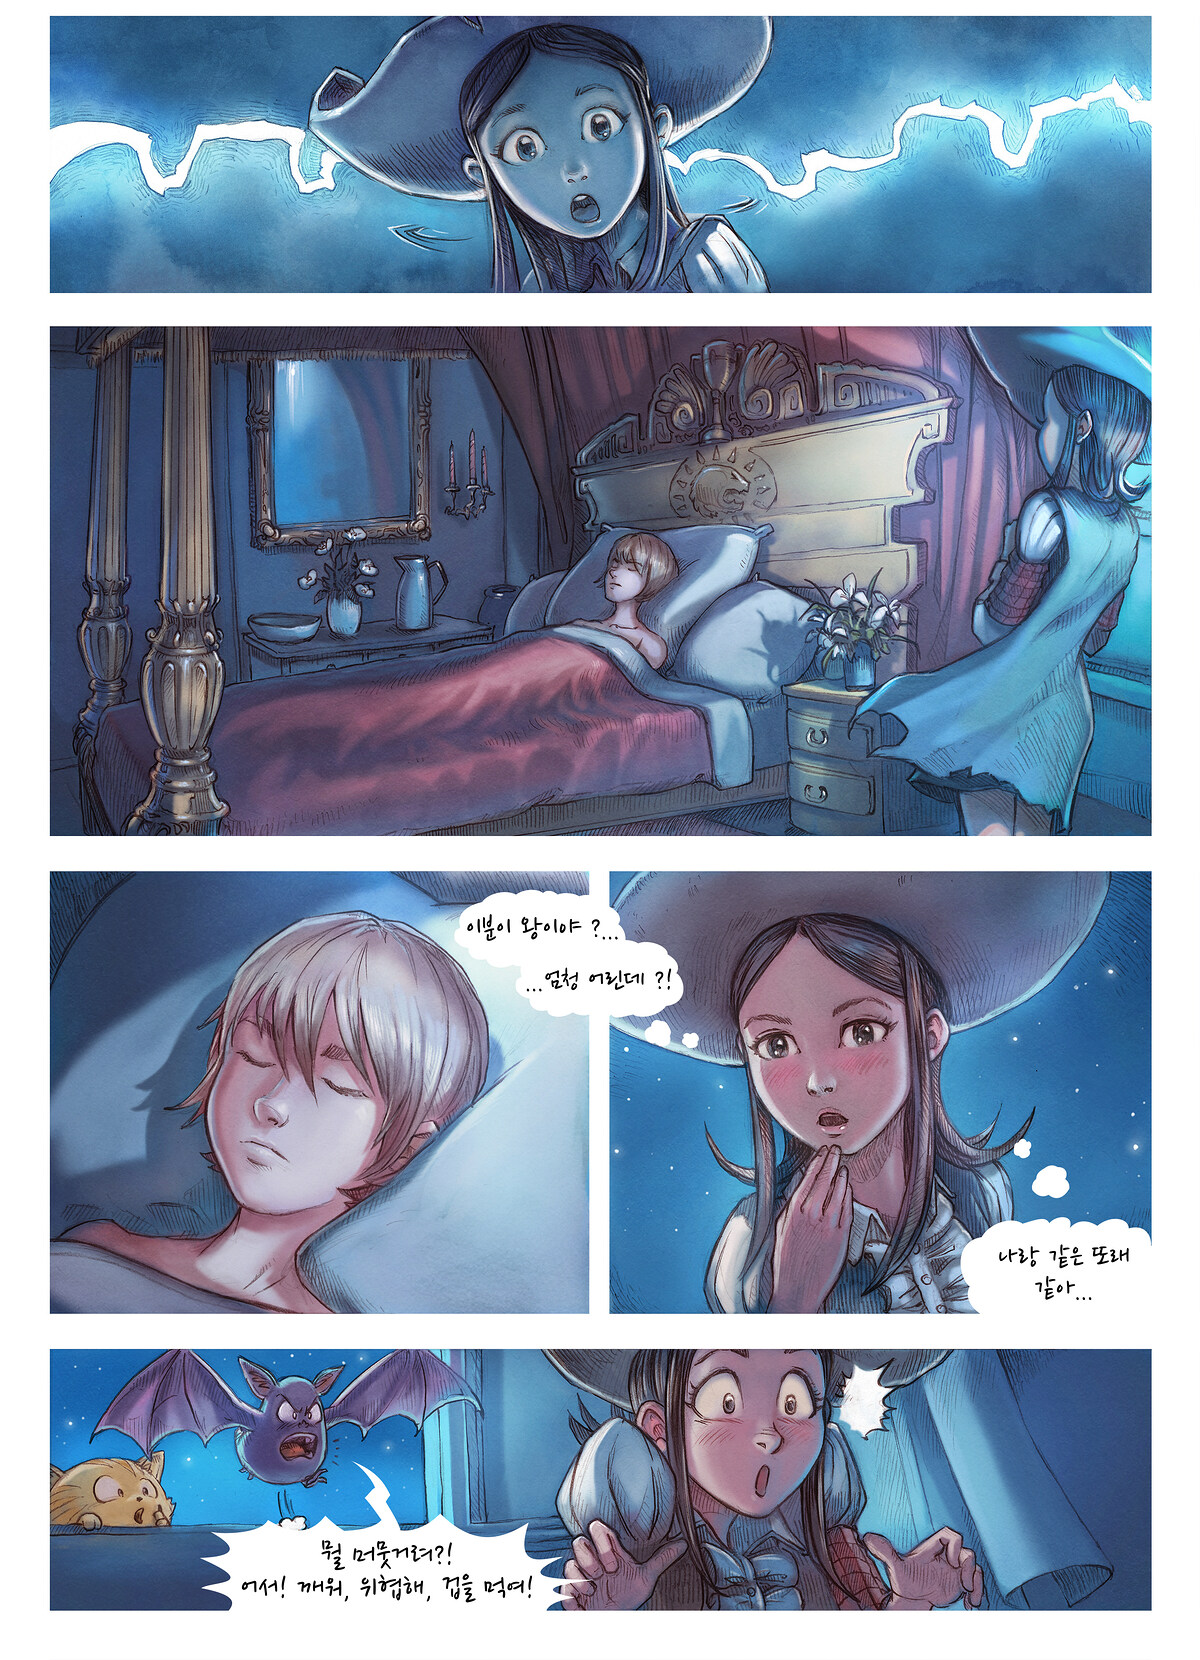 이분이 왕이야 ?...
...엄청 어린데 ?!
나랑 같은 또래
같아...
뭘 머뭇거려?!
어서! 깨워, 위협해, 겁을 먹여!